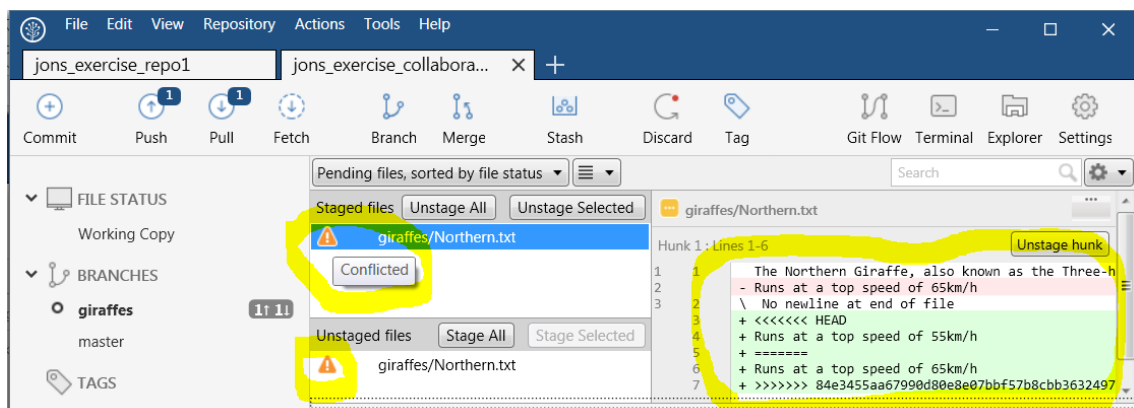 File Edit View Repository Actions Tools Help
jons_exercise_repo1 jons_exercise_collabora...
1 1
Commit Push Pull Fetch Branch Merge Stash Discard Tag Git Flow Terminal Explorer Settings
Pending files, sorted by file status Search
FILE STATUS
Working Copy
BRANCHES
giraffes 1↑ 1↓
master
TAGS
Staged files Unstage All Unstage Selected
giraffes/Northern.txt
Conflicted
Unstaged files Stage All Stage Selected
giraffes/Northern.txt
giraffes/Northern.txt
Hunk 1 : Lines 1-6 Unstage hunk
1 1 The Northern Giraffe, also known as the Three-h
2 - Runs at a top speed of 65km/h
3 2 \ No newline at end of file
3 + <<<<<<< HEAD
4 + Runs at a top speed of 55km/h
5 + =======
6 + Runs at a top speed of 65km/h
7 + >>>>>>> 84e3455aa67990d80e8e07bbf57b8cbb3632497